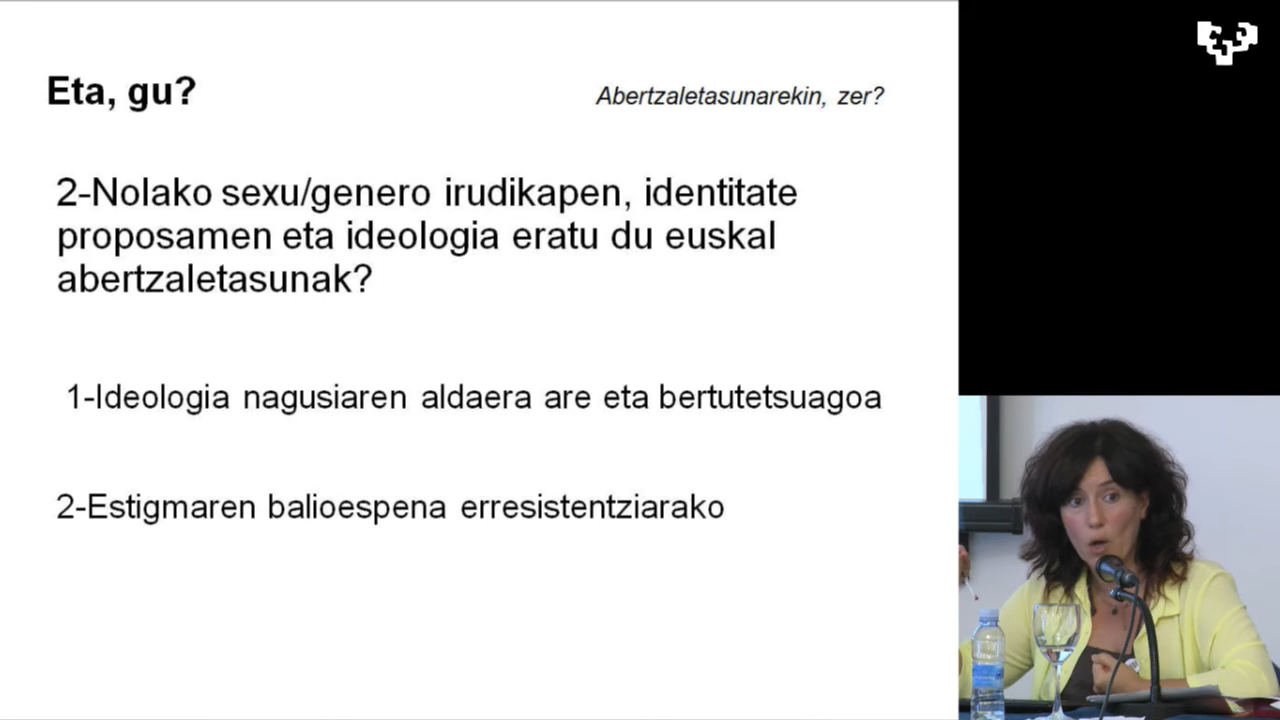 Eta, gu?
Abertzaletasunarekin, zer?
2-Nolako sexu/genero irudikapen, identitate
proposamen eta ideologia eratu du euskal
abertzaletasunak?
1-Ideologia nagusiaren aldaera are eta bertutetsuagoa
2-Estigmaren balioespena erresistentziarako